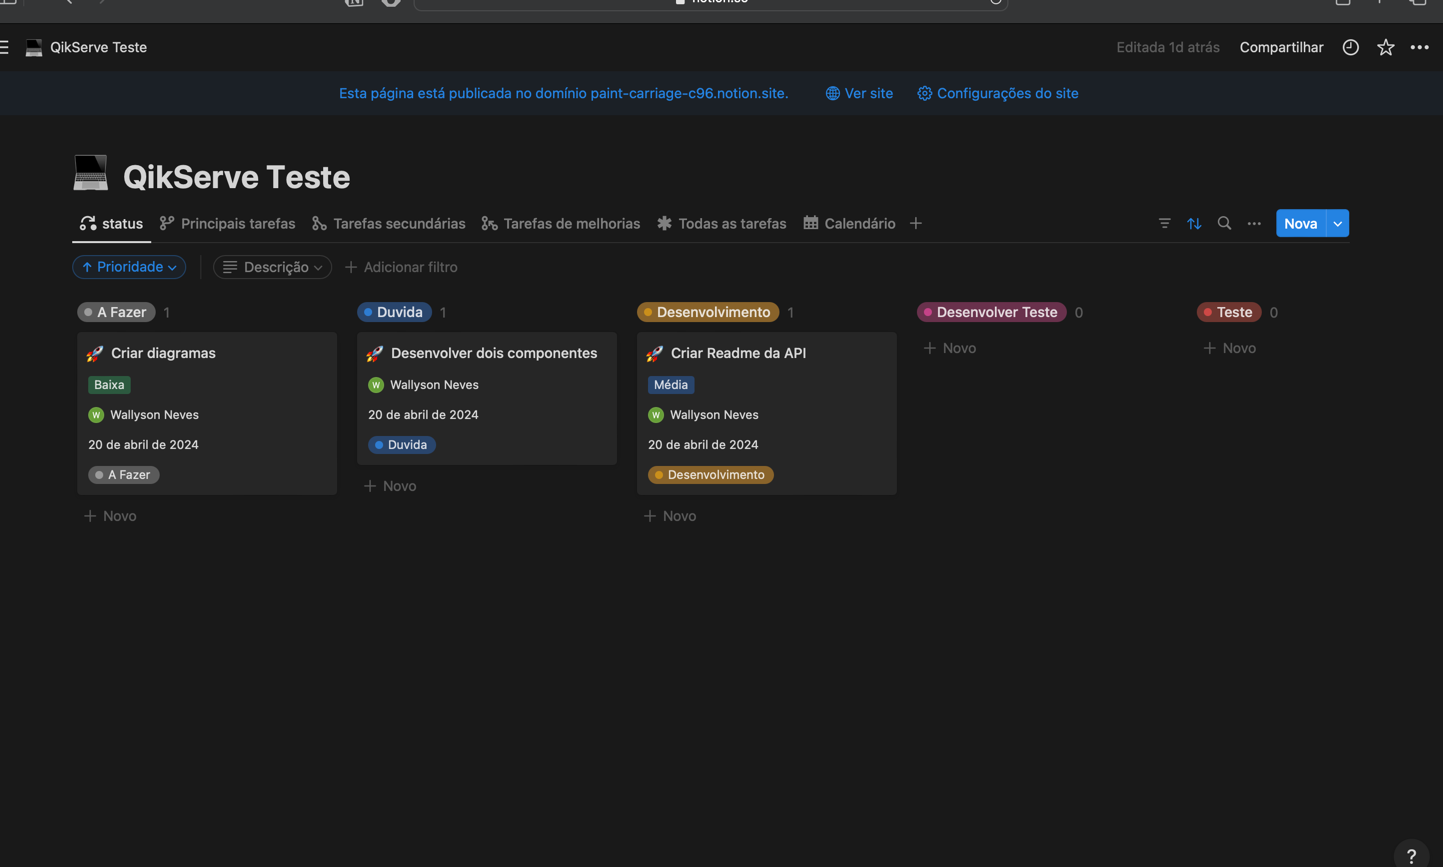 QikServe Teste
Editada 1d atrás
Compartilhar
Esta página está publicada no domínio paint-carriage-c96.notion.site.
Ver site
Configurações do site
QikServe Teste
status
Principais tarefas
Tarefas secundárias
Tarefas de melhorias
Todas as tarefas
Calendário
Nova
Prioridade
Descrição
Adicionar filtro
A Fazer 1
Criar diagramas
Baixa
W Wallyson Neves
20 de abril de 2024
A Fazer
Novo
Duvida 1
Desenvolver dois componentes
W Wallyson Neves
20 de abril de 2024
Duvida
Novo
Desenvolvimento 1
Criar Readme da API
Média
W Wallyson Neves
20 de abril de 2024
Desenvolvimento
Novo
Desenvolver Teste 0
Novo
Teste 0
Novo
?